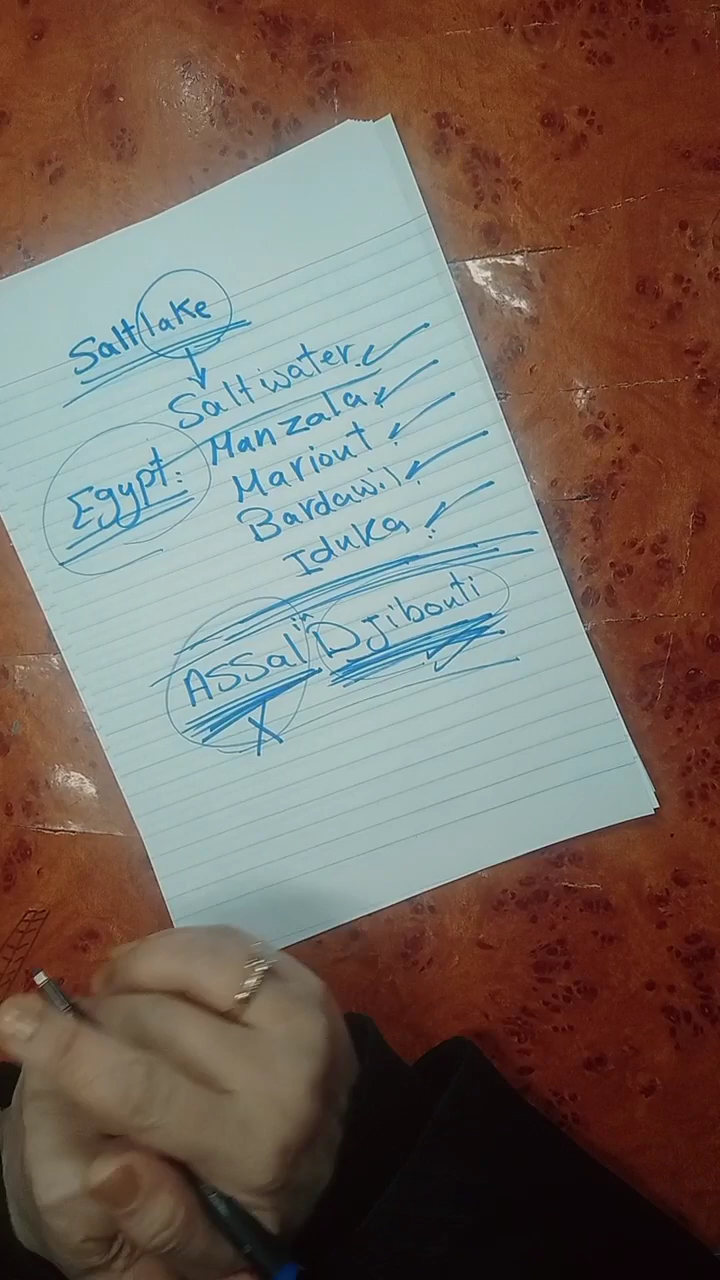 Saltlake
Saltwater.
Egypt: Manzala.
Mariout.
Bardawil.
Iduka.
Assal in Djibouti
X